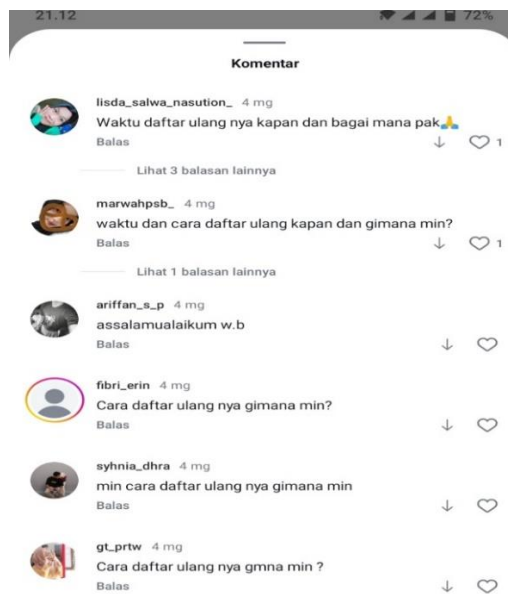 21.12 72%
Komentar
lisda_salwa_nasution_ 4 mg
Waktu daftar ulang nya kapan dan bagai mana pak🙏
Balas 1
Lihat 3 balasan lainnya
marwahpsb_ 4 mg
waktu dan cara daftar ulang kapan dan gimana min?
Balas 1
Lihat 1 balasan lainnya
ariffan_s_p 4 mg
assalamualaikum w.b
Balas
fibri_erin 4 mg
Cara daftar ulang nya gimana min?
Balas
syhnia_dhra 4 mg
min cara daftar ulang nya gimana min
Balas
gt_prtw 4 mg
Cara daftar ulang nya gmna min ?
Balas